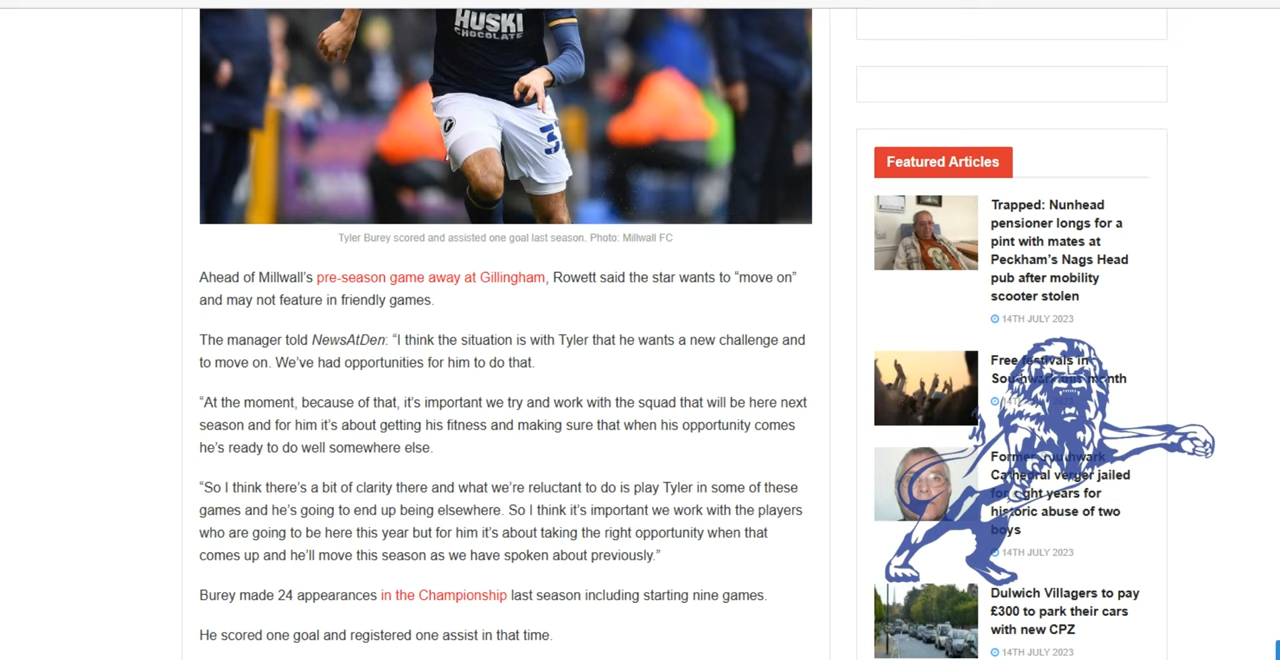 HUSKI
CHOCOLATE
Tyler Burey scored and assisted one goal last season. Photo: Millwall FC
Ahead of Millwall’s pre-season game away at Gillingham, Rowett said the star wants to “move on”
and may not feature in friendly games.
The manager told NewsAtDen: “I think the situation is with Tyler that he wants a new challenge and
to move on. We’ve had opportunities for him to do that.
“At the moment, because of that, it’s important we try and work with the squad that will be here next
season and for him it’s about getting his fitness and making sure that when his opportunity comes
he’s ready to do well somewhere else.
“So I think there’s a bit of clarity there and what we’re reluctant to do is play Tyler in some of these
games and he’s going to end up being elsewhere. So I think it’s important we work with the players
who are going to be here this year but for him it’s about taking the right opportunity when that
comes up and he’ll move this season as we have spoken about previously.”
Burey made 24 appearances in the Championship last season including starting nine games.
He scored one goal and registered one assist in that time.
Featured Articles
Trapped: Nunhead
pensioner longs for a
pint with mates at
Peckham’s Nags Head
pub after mobility
scooter stolen
14TH JULY 2023
Free festivals in
Southwark this month
Former Southwark
Cathedral verger jailed
for eight years for
historic abuse of two
boys
14TH JULY 2023
Dulwich Villagers to pay
£300 to park their cars
with new CPZ
14TH JULY 2023